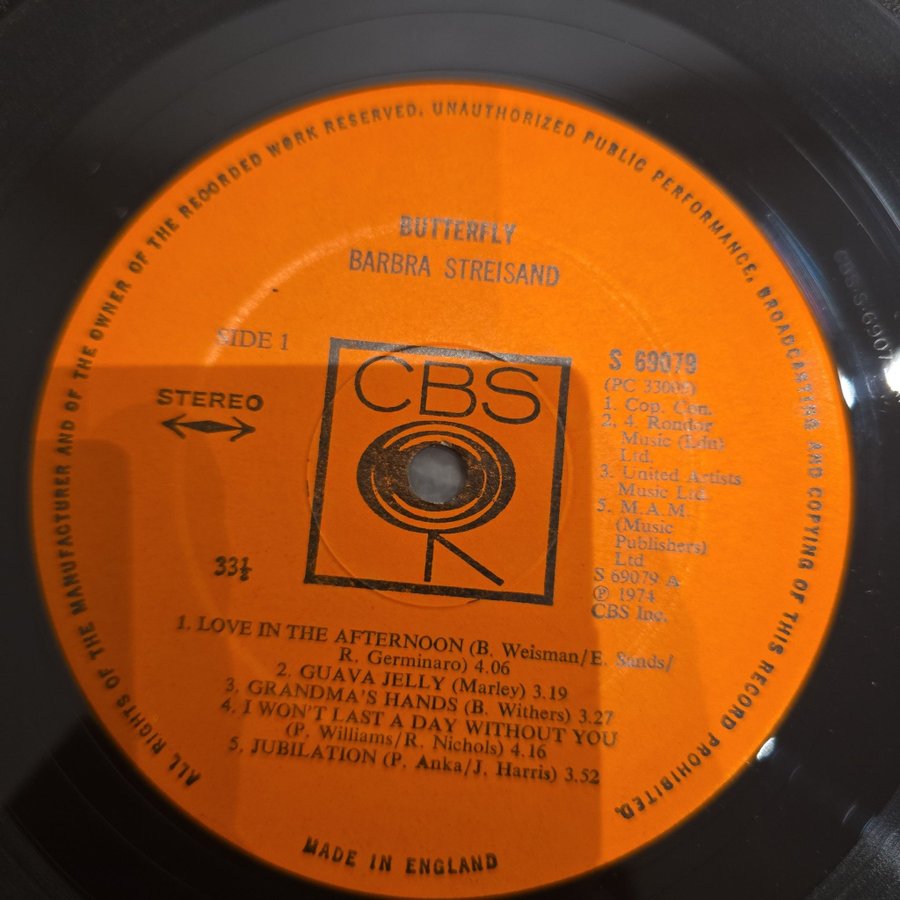 ALL RIGHTS OF THE MANUFACTURER AND OF THE OWNER OF THE RECORDED WORK RESERVED. UNAUTHORIZED PUBLIC PERFORMANCE, BROADCASTING AND COPYING OF THIS RECORD PROHIBITED.
BUTTERFLY
BARBRA STREISAND
SIDE 1
STEREO
33⅓
CBS
S 69079
(PC 33005)
1. Cop. Con.
2. 4. Rondor
Music (Ldn)
Ltd.
3. United Artists
Music Ltd.
5. M.A.M.
(Music
Publishers)
Ltd
S 69079 A
℗ 1974
CBS Inc.
1. LOVE IN THE AFTERNOON (B. Weisman/E. Sands/
R. Germinaro) 4.06
2. GUAVA JELLY (Marley) 3.19
3. GRANDMA'S HANDS (B. Withers) 3.27
4. I WON'T LAST A DAY WITHOUT YOU
(P. Williams/R. Nichols) 4.16
5. JUBILATION (P. Anka/J. Harris) 3.52
MADE IN ENGLAND